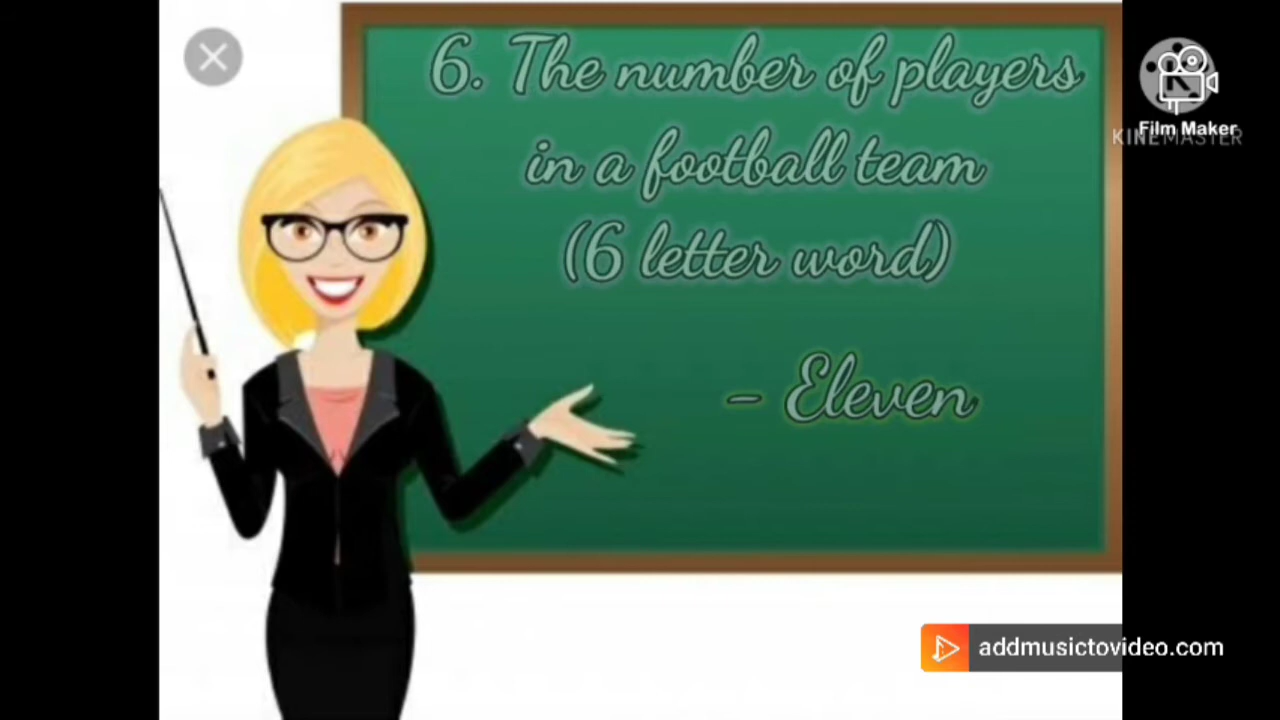 6. The number of players
in a football team
(6 letter word)
- Eleven
Film Maker
KINEMASTER
addmusictovideo.com